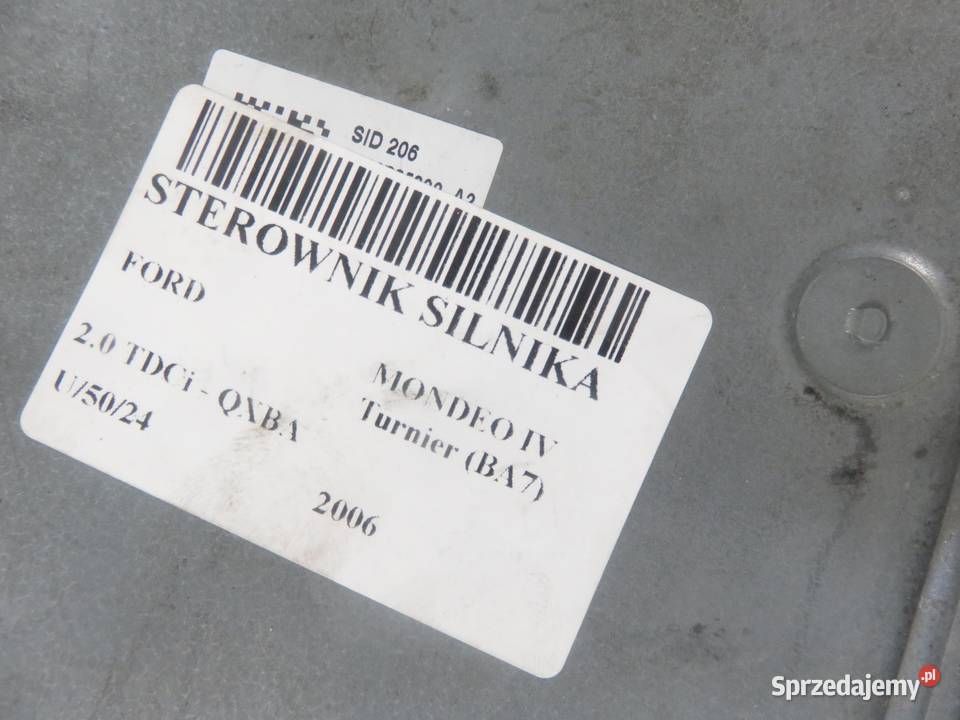 SID 206
STEROWNIK SILNIKA
FORD
MONDEO IV
2.0 TDCi - QXBA
Turnier (BA7)
U/50/24
2006
Sprzedajemy.pl